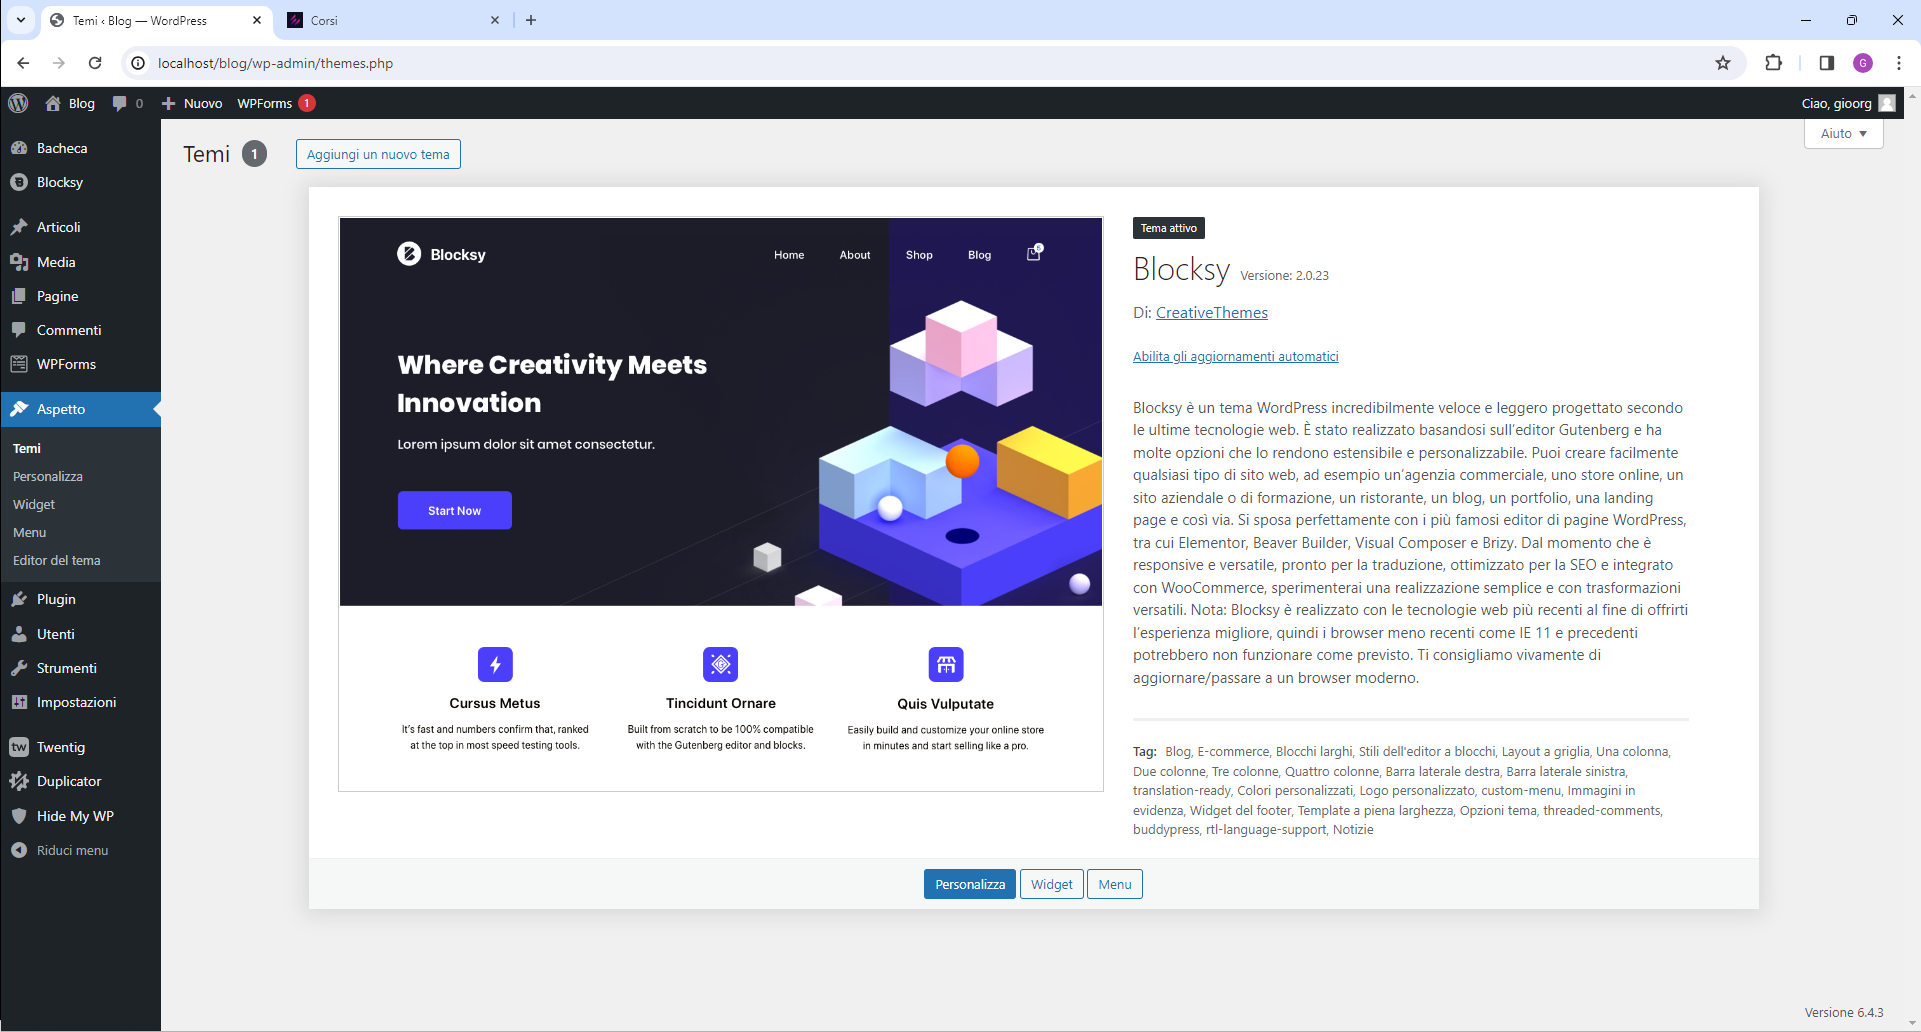 Temi ‹ Blog — WordPress
Corsi
localhost/blog/wp-admin/themes.php
G
Blog
0
Nuovo
WPForms 1
Ciao, gioorg
Bacheca
Blocksy
Articoli
Media
Pagine
Commenti
WPForms
Aspetto
Temi
Personalizza
Widget
Menu
Editor del tema
Plugin
Utenti
Strumenti
Impostazioni
tw Twentig
Duplicator
Hide My WP
Riduci menu
Aiuto
Temi 1
Aggiungi un nuovo tema
Blocksy
Home About Shop Blog 6
Where Creativity Meets
Innovation
Lorem ipsum dolor sit amet consectetur.
Start Now
Cursus Metus
It's fast and numbers confirm that, ranked
at the top in most speed testing tools.
Tincidunt Ornare
Built from scratch to be 100% compatible
with the Gutenberg editor and blocks.
Quis Vulputate
Easily build and customize your online store
in minutes and start selling like a pro.
Tema attivo
Blocksy Versione: 2.0.23
Di: CreativeThemes
Abilita gli aggiornamenti automatici
Blocksy è un tema WordPress incredibilmente veloce e leggero progettato secondo
le ultime tecnologie web. È stato realizzato basandosi sull'editor Gutenberg e ha
molte opzioni che lo rendono estensibile e personalizzabile. Puoi creare facilmente
qualsiasi tipo di sito web, ad esempio un'agenzia commerciale, uno store online, un
sito aziendale o di formazione, un ristorante, un blog, un portfolio, una landing
page e così via. Si sposa perfettamente con i più famosi editor di pagine WordPress,
tra cui Elementor, Beaver Builder, Visual Composer e Brizy. Dal momento che è
responsive e versatile, pronto per la traduzione, ottimizzato per la SEO e integrato
con WooCommerce, sperimenterai una realizzazione semplice e con trasformazioni
versatili. Nota: Blocksy è realizzato con le tecnologie web più recenti al fine di offrirti
l'esperienza migliore, quindi i browser meno recenti come IE 11 e precedenti
potrebbero non funzionare come previsto. Ti consigliamo vivamente di
aggiornare/passare a un browser moderno.
Tag: Blog, E-commerce, Blocchi larghi, Stili dell'editor a blocchi, Layout a griglia, Una colonna,
Due colonne, Tre colonne, Quattro colonne, Barra laterale destra, Barra laterale sinistra,
translation-ready, Colori personalizzati, Logo personalizzato, custom-menu, Immagini in
evidenza, Widget del footer, Template a piena larghezza, Opzioni tema, threaded-comments,
buddypress, rtl-language-support, Notizie
Personalizza Widget Menu
Versione 6.4.3